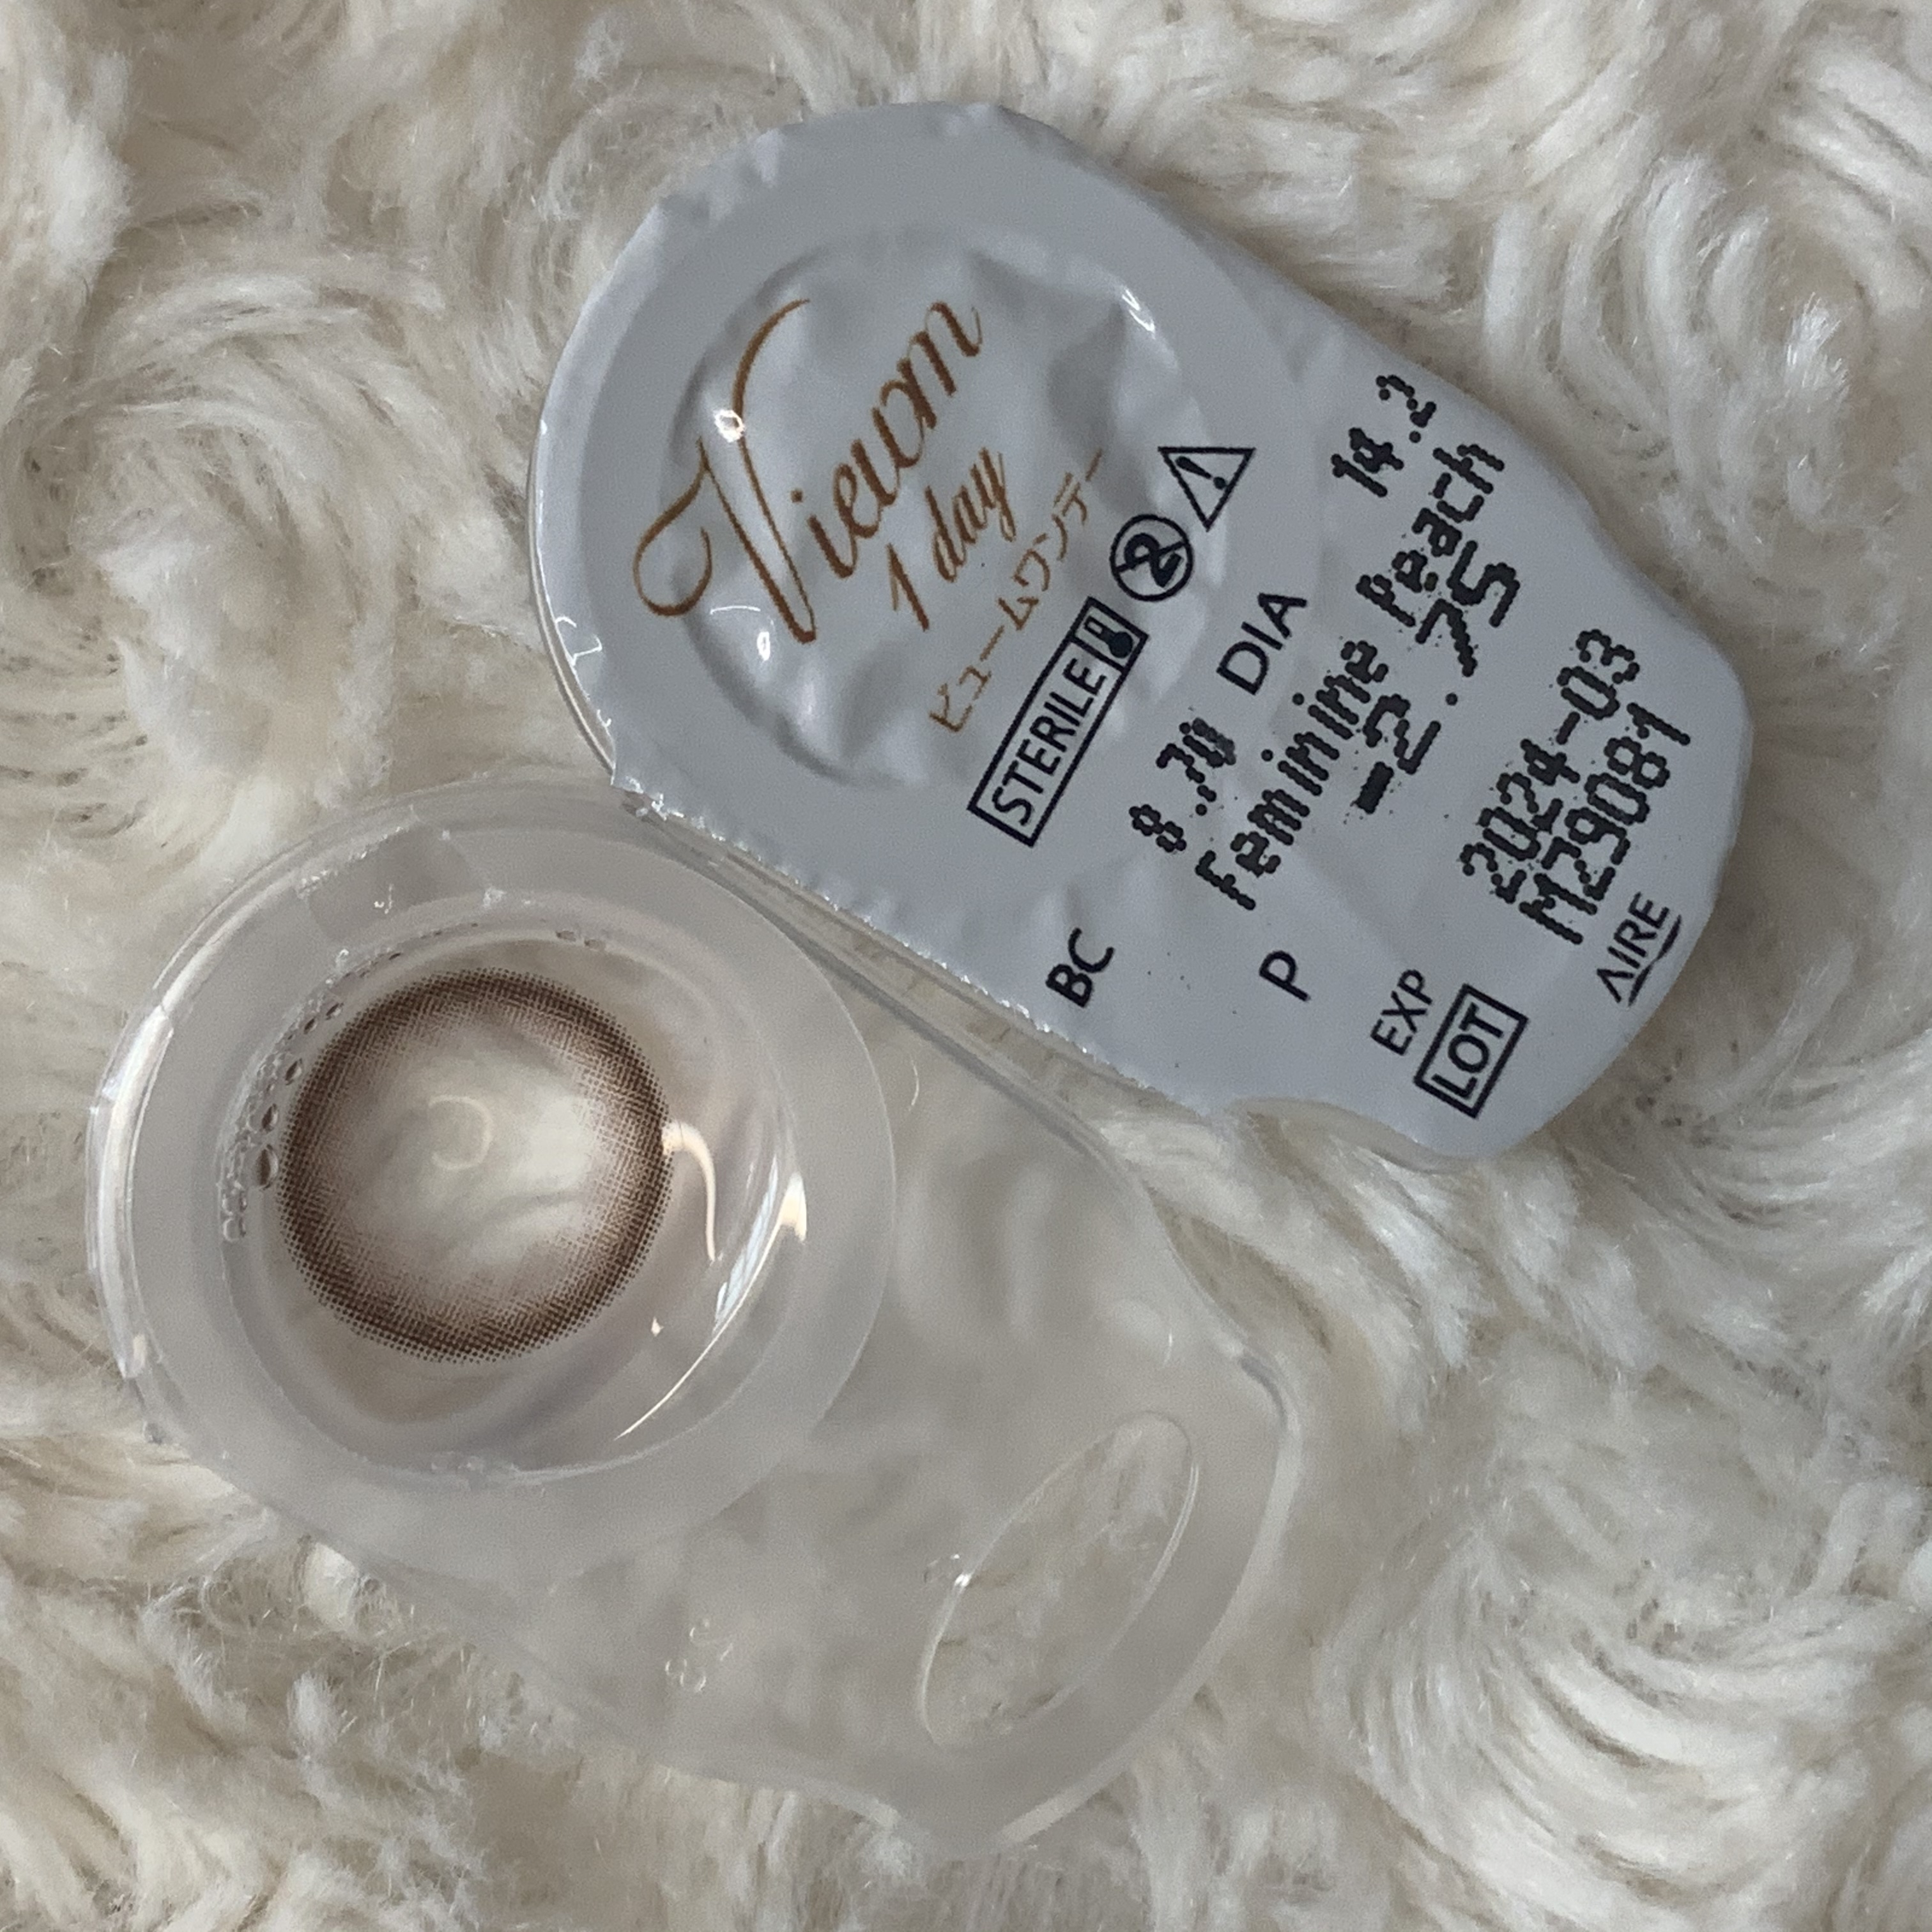 Viewm
1 day
ビュームワンデー
STERILE
BC 8.70 DIA 14.2
Feminine Peach
P -2.75
EXP 2024-03
LOT M29081
AIRE